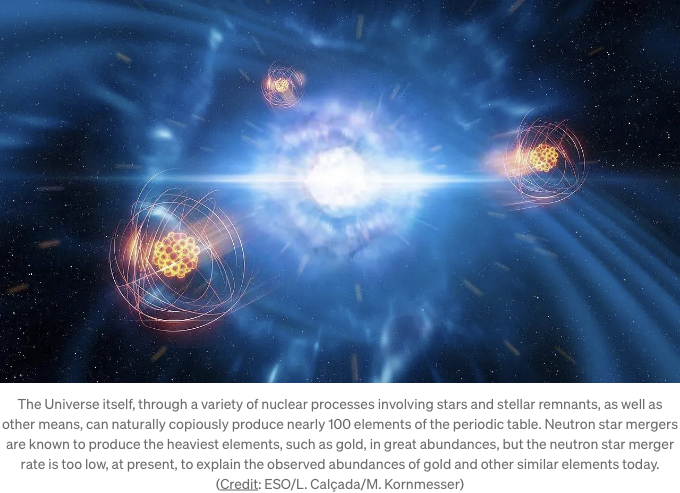 The Universe itself, through a variety of nuclear processes involving stars and stellar remnants, as well as
other means, can naturally copiously produce nearly 100 elements of the periodic table. Neutron star mergers
are known to produce the heaviest elements, such as gold, in great abundances, but the neutron star merger
rate is too low, at present, to explain the observed abundances of gold and other similar elements today.
(Credit: ESO/L. Calçada/M. Kornmesser)